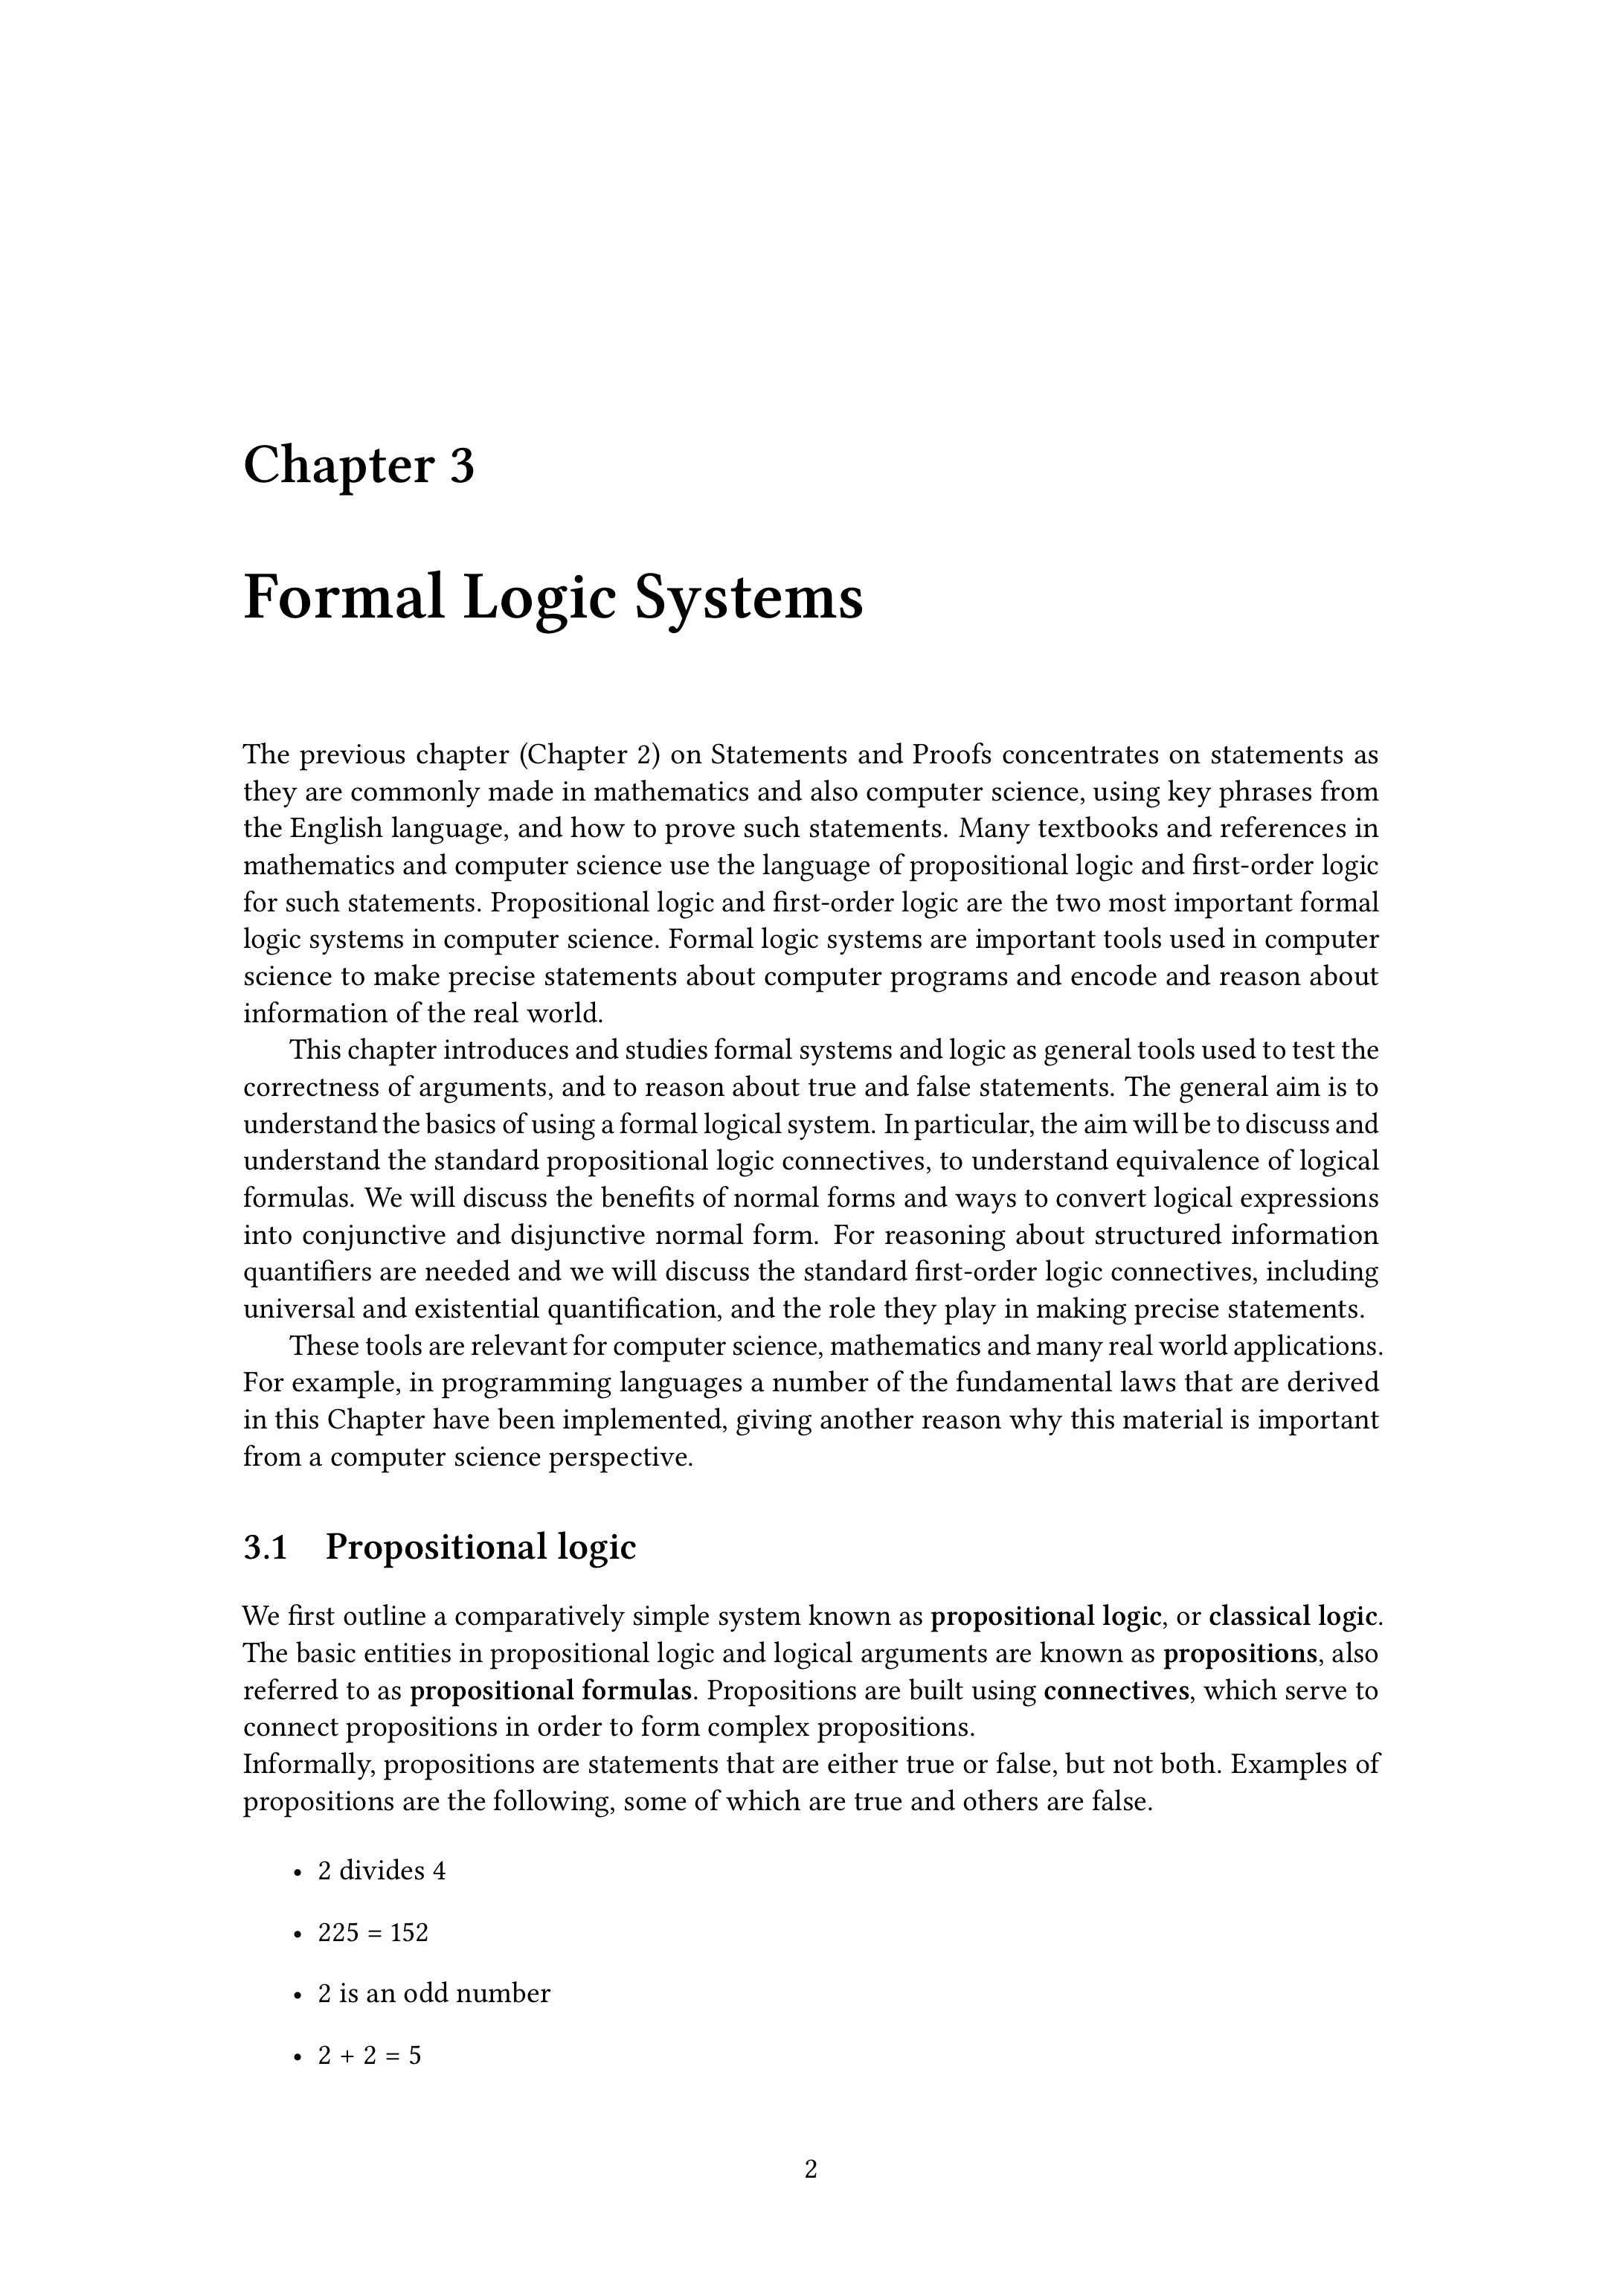 Chapter 3
Formal Logic Systems
The previous chapter (Chapter 2) on Statements and Proofs concentrates on statements as
they are commonly made in mathematics and also computer science, using key phrases from
the English language, and how to prove such statements. Many textbooks and references in
mathematics and computer science use the language of propositional logic and first-order logic
for such statements. Propositional logic and first-order logic are the two most important formal
logic systems in computer science. Formal logic systems are important tools used in computer
science to make precise statements about computer programs and encode and reason about
information of the real world.
This chapter introduces and studies formal systems and logic as general tools used to test the
correctness of arguments, and to reason about true and false statements. The general aim is to
understand the basics of using a formal logical system. In particular, the aim will be to discuss and
understand the standard propositional logic connectives, to understand equivalence of logical
formulas. We will discuss the benefits of normal forms and ways to convert logical expressions
into conjunctive and disjunctive normal form. For reasoning about structured information
quantifiers are needed and we will discuss the standard first-order logic connectives, including
universal and existential quantification, and the role they play in making precise statements.
These tools are relevant for computer science, mathematics and many real world applications.
For example, in programming languages a number of the fundamental laws that are derived
in this Chapter have been implemented, giving another reason why this material is important
from a computer science perspective.
3.1 Propositional logic
We first outline a comparatively simple system known as propositional logic, or classical logic.
The basic entities in propositional logic and logical arguments are known as propositions, also
referred to as propositional formulas. Propositions are built using connectives, which serve to
connect propositions in order to form complex propositions.
Informally, propositions are statements that are either true or false, but not both. Examples of
propositions are the following, some of which are true and others are false.
• 2 divides 4
• 225 = 152
• 2 is an odd number
• 2 + 2 = 5
2